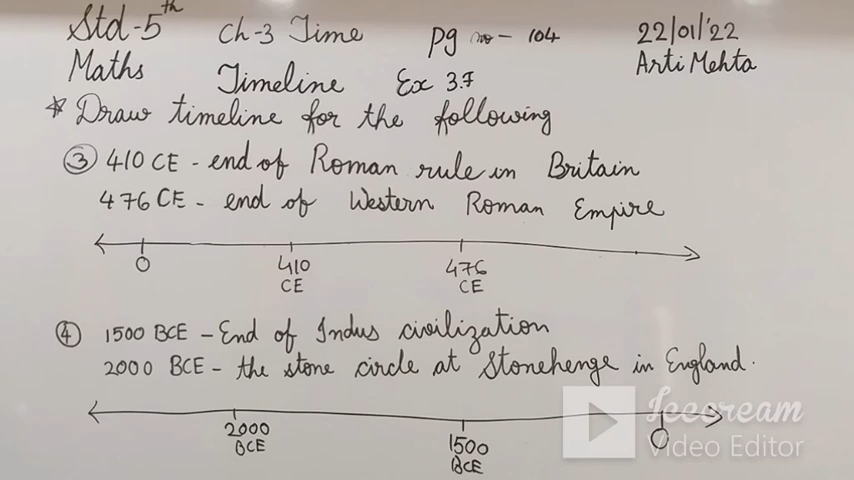 Std-5th Ch-3 Time pg no- 104 22/01/'22
Maths Timeline Ex 3.7 Arti Mehta
* Draw timeline for the following
③ 410 CE - end of Roman rule in Britain
476 CE - end of Western Roman Empire
0 410 CE 476 CE
④ 1500 BCE - End of Indus civilization
2000 BCE - the stone circle at Stonehenge in England.
2000 BCE 1500 BCE 0
Icecream
Video Editor